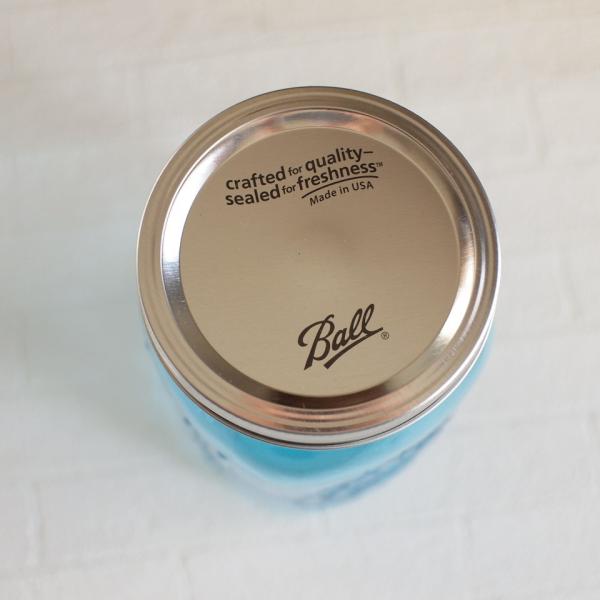 crafted for quality–
sealed for freshness™
Made in USA
Ball®